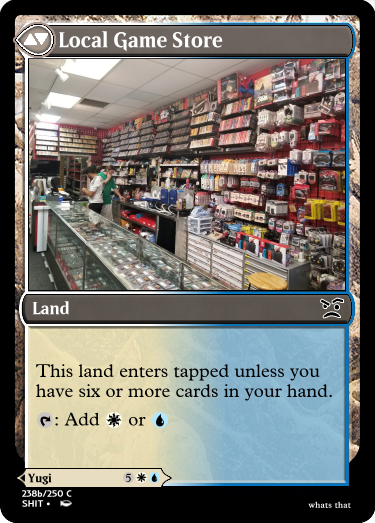 Local Game Store
Land
This land enters tapped unless you
have six or more cards in your hand.
: Add or
Yugi 5
238b/250 C
SHIT •
whats that